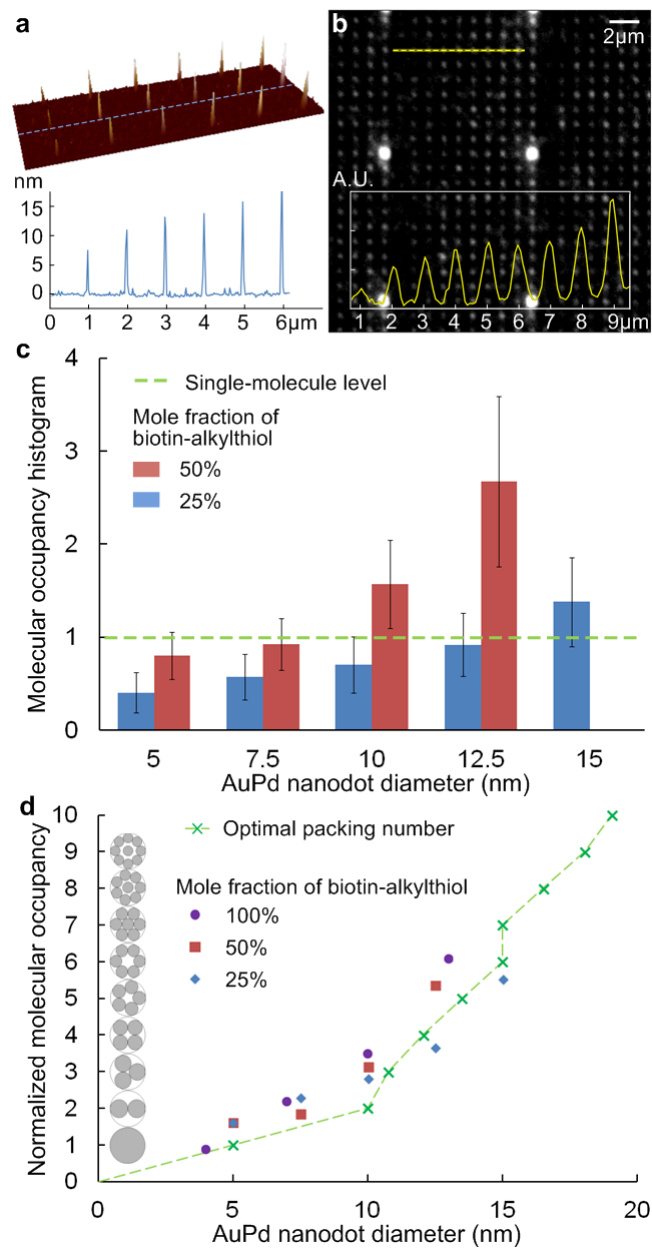 a
nm
15
10
5
0
0 1 2 3 4 5 6μm
b
2μm
A.U.
1 2 3 4 5 6 7 8 9μm
c
Molecular occupancy histogram
4
3
2
1
0
Single-molecule level
Mole fraction of
biotin-alkylthiol
50%
25%
5 7.5 10 12.5 15
AuPd nanodot diameter (nm)
d
Normalized molecular occupancy
10
9
8
7
6
5
4
3
2
1
0
Optimal packing number
Mole fraction of biotin-alkylthiol
100%
50%
25%
0 5 10 15 20
AuPd nanodot diameter (nm)